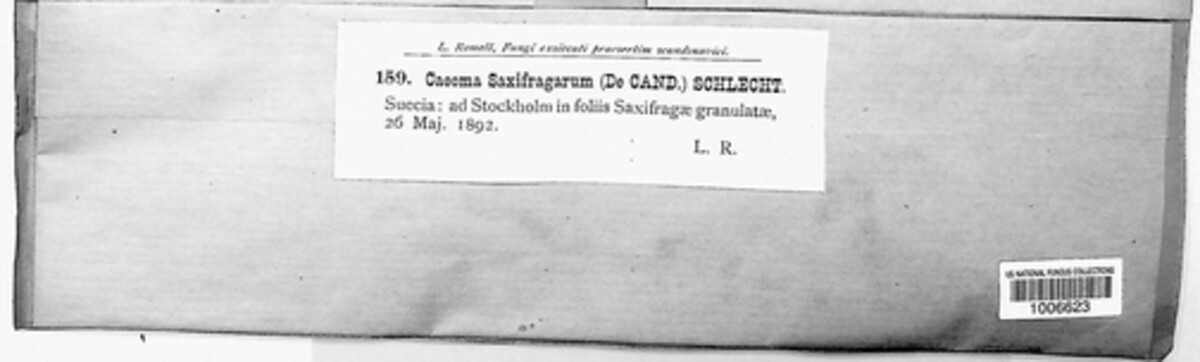 L. Romell, Fungi exsiccati præsertim scandinavici.
159. Caeoma Saxifragarum (De CAND.) SCHLECHT.
Suecia: ad Stockholm in foliis Saxifragæ granulatæ,
26 Maj. 1892.
L. R.
US NATIONAL FUNGUS COLLECTIONS
1006623